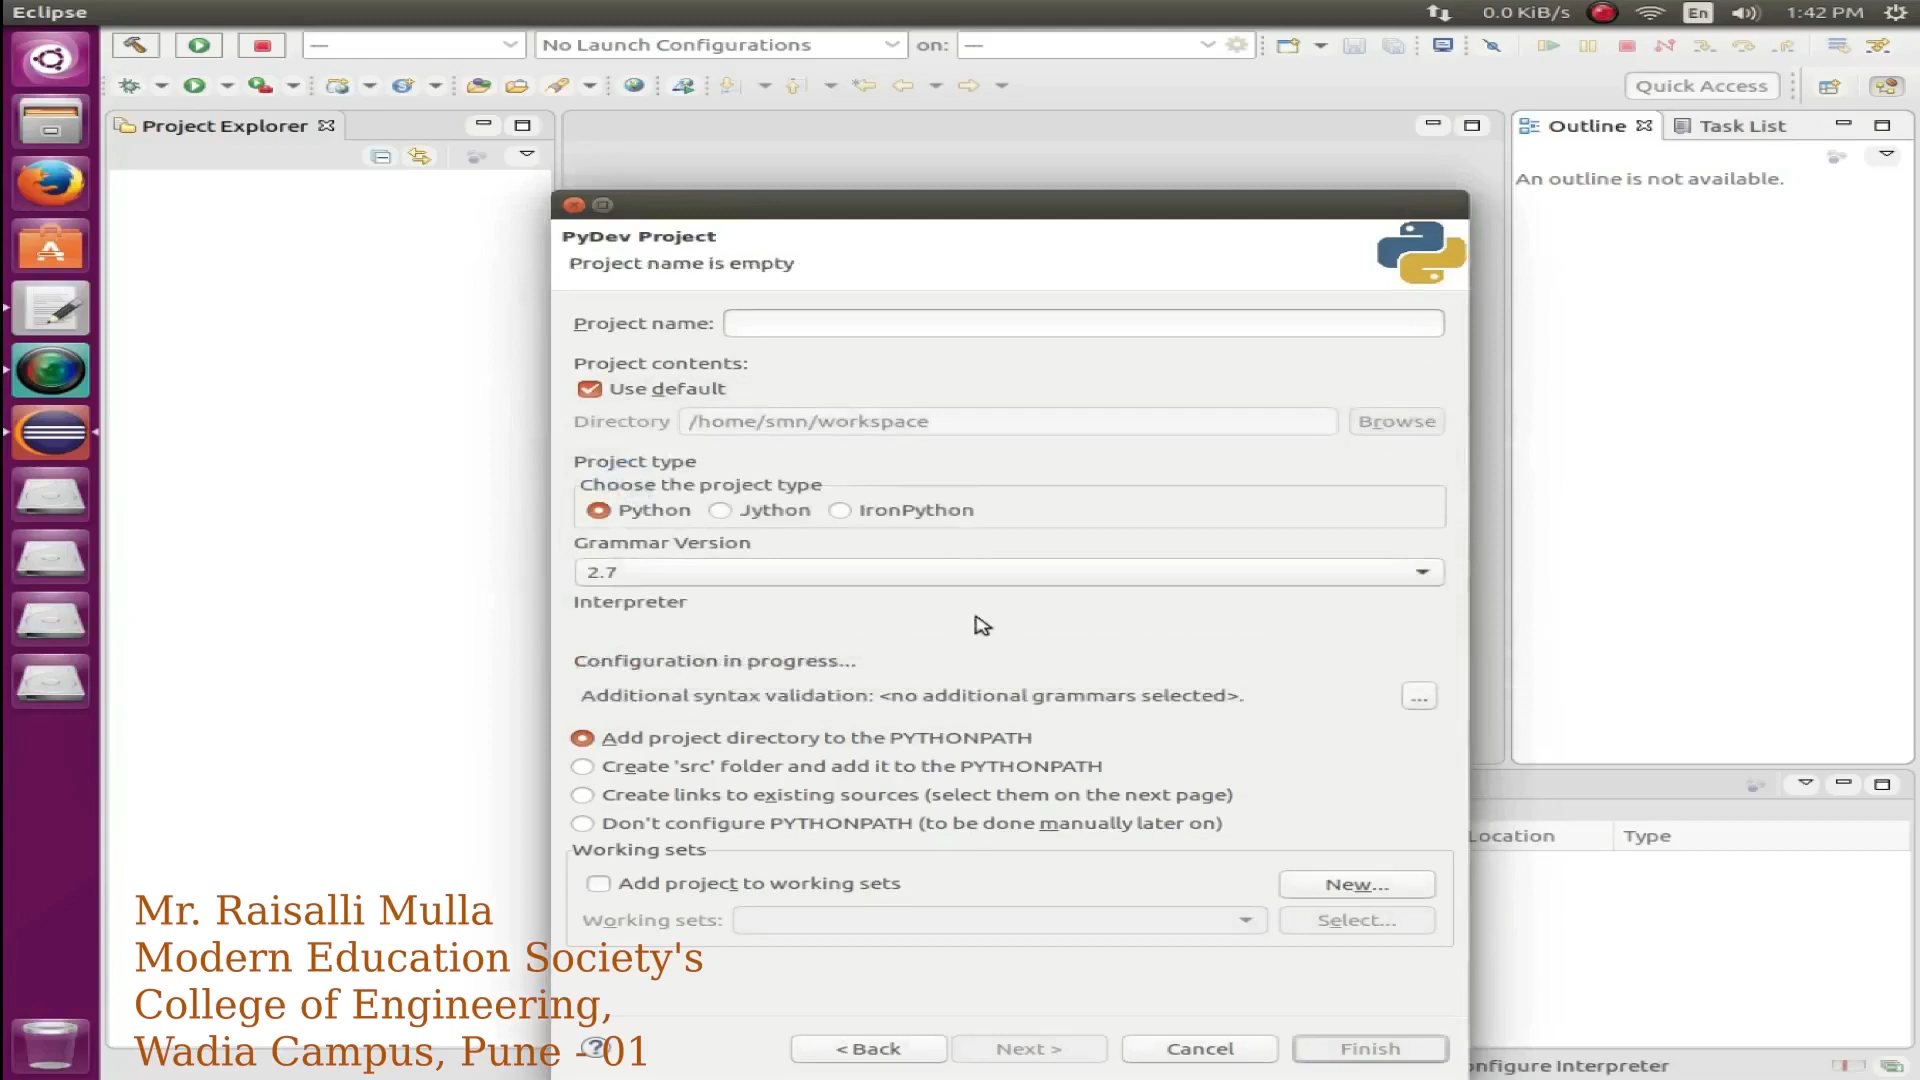 Eclipse
0.0 KiB/s
En
1:42 PM
No Launch Configurations
on:
Quick Access
Project Explorer
Outline
Task List
An outline is not available.
PyDev Project
Project name is empty
Project name:
Project contents:
Use default
Directory
/home/smn/workspace
Browse
Project type
Choose the project type
Python
Jython
IronPython
Grammar Version
2.7
Interpreter
Configuration in progress...
Additional syntax validation: <no additional grammars selected>.
...
Add project directory to the PYTHONPATH
Create 'src' folder and add it to the PYTHONPATH
Create links to existing sources (select them on the next page)
Don't configure PYTHONPATH (to be done manually later on)
Location
Type
Working sets
Add project to working sets
New...
Working sets:
Select...
Mr. Raisalli Mulla
Modern Education Society's
College of Engineering,
Wadia Campus, Pune - 01
< Back
Next >
Cancel
Finish
nfigure Interpreter